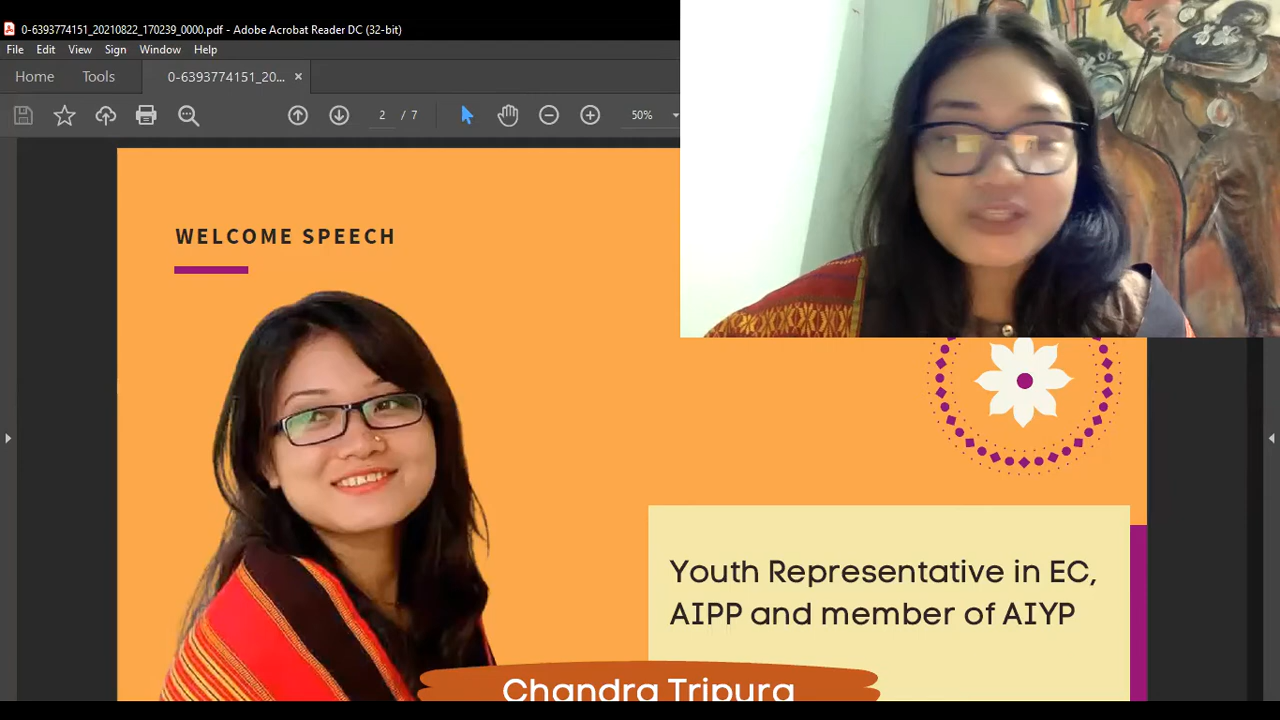 0-6393774151_20210822_170239_0000.pdf - Adobe Acrobat Reader DC (32-bit)
File Edit View Sign Window Help
Home Tools 0-6393774151_20... ×
2 / 7 50%
WELCOME SPEECH
Youth Representative in EC,
AIPP and member of AIYP
Chandra Tripura